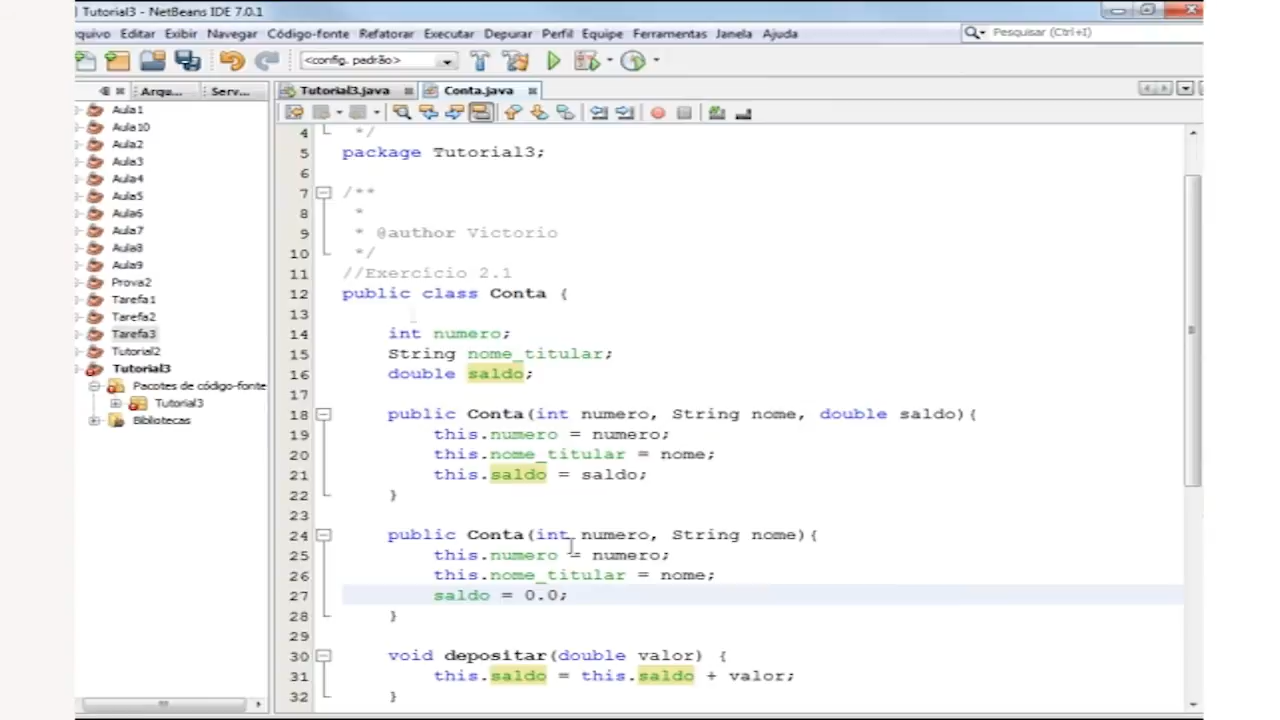 Tutorial3 - NetBeans IDE 7.0.1
quivo Editar Exibir Navegar Código-fonte Refatorar Executar Depurar Perfil Equipe Ferramentas Janela Ajuda
Pesquisar (Ctrl+I)
<config. padrão>
Arqu... Serv...
Tutorial3.java Conta.java
Aula1
Aula10
Aula2
Aula3
Aula4
Aula5
Aula6
Aula7
Aula8
Aula9
Prova2
Tarefa1
Tarefa2
Tarefa3
Tutorial2
Tutorial3
Pacotes de código-fonte
Tutorial3
Bibliotecas
4 */
5 package Tutorial3;
6
7 /**
8 *
9 * @author Victorio
10 */
11 //Exercicio 2.1
12 public class Conta {
13
14 int numero;
15 String nome_titular;
16 double saldo;
17
18 public Conta(int numero, String nome, double saldo){
19 this.numero = numero;
20 this.nome_titular = nome;
21 this.saldo = saldo;
22 }
23
24 public Conta(int numero, String nome){
25 this.numero = numero;
26 this.nome_titular = nome;
27 saldo = 0.0;
28 }
29
30 void depositar(double valor) {
31 this.saldo = this.saldo + valor;
32 }